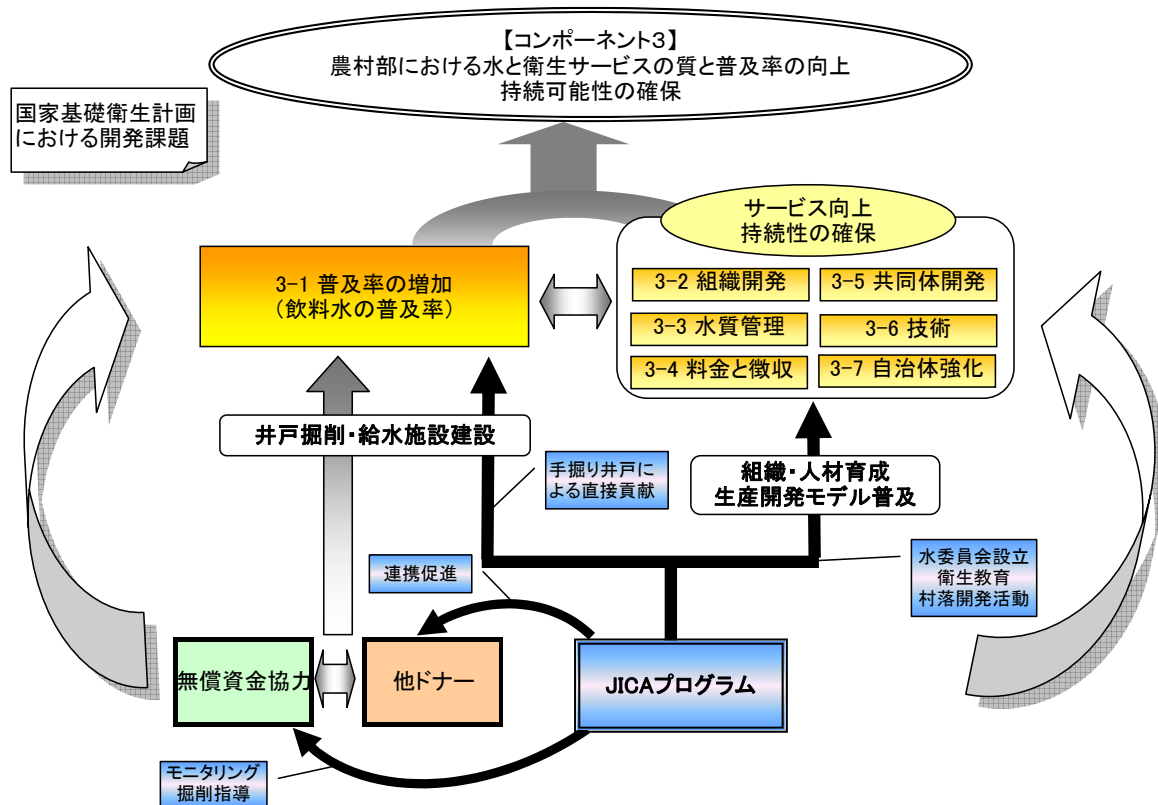 【コンポーネント3】
農村部における水と衛生サービスの質と普及率の向上
持続可能性の確保
国家基礎衛生計画
における開発課題
サービス向上
持続性の確保
3-1 普及率の増加
（飲料水の普及率）
3-2 組織開発
3-5 共同体開発
3-3 水質管理
3-6 技術
3-4 料金と徴収
3-7 自治体強化
井戸掘削・給水施設建設
手掘り井戸に
よる直接貢献
組織・人材育成
生産開発モデル普及
連携促進
水委員会設立
衛生教育
村落開発活動
無償資金協力
他ドナー
JICAプログラム
モニタリング
掘削指導